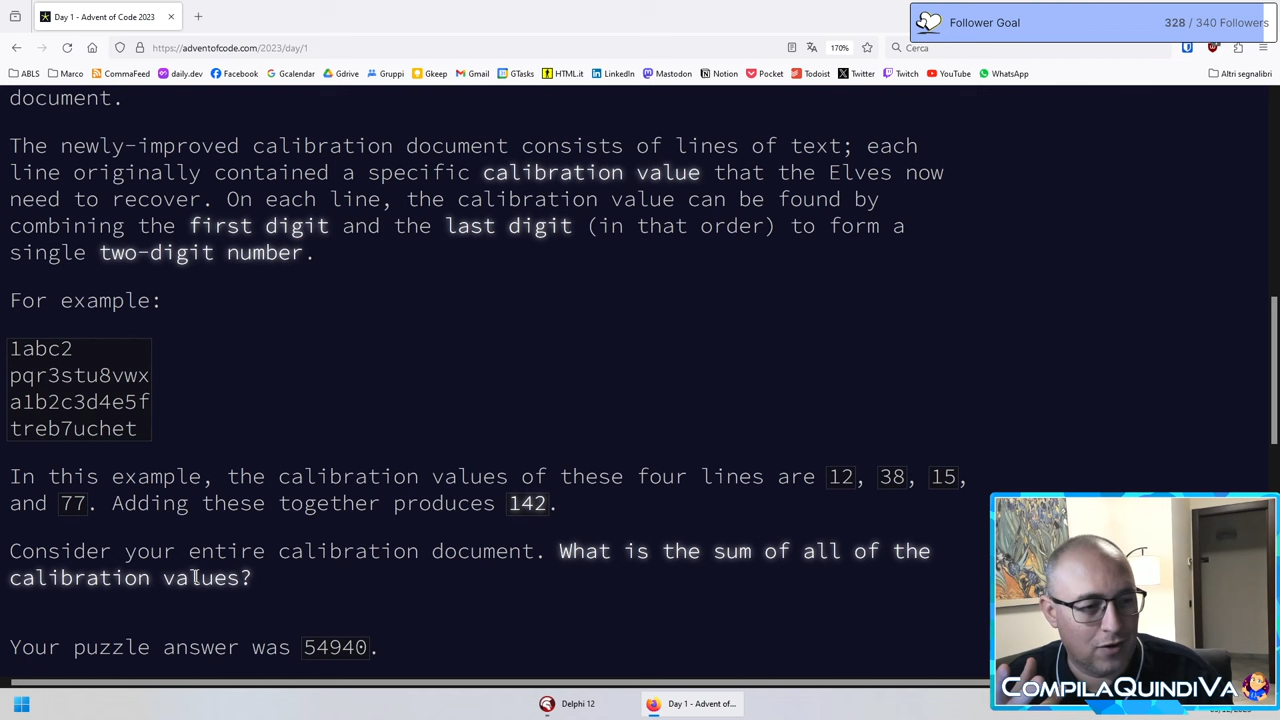 Day 1 - Advent of Code 2023
Follower Goal
328 / 340 Followers
https://adventofcode.com/2023/day/1
170%
Cerca
ABLS
Marco
CommaFeed
daily.dev
Facebook
Gcalendar
Gdrive
Gruppi
Gkeep
Gmail
GTasks
HTML.it
LinkedIn
Mastodon
Notion
Pocket
Todoist
Twitter
Twitch
YouTube
WhatsApp
Altri segnalibri
document.
The newly-improved calibration document consists of lines of text; each
line originally contained a specific calibration value that the Elves now
need to recover. On each line, the calibration value can be found by
combining the first digit and the last digit (in that order) to form a
single two-digit number.
For example:
1abc2
pqr3stu8vwx
a1b2c3d4e5f
treb7uchet
In this example, the calibration values of these four lines are 12, 38, 15,
and 77. Adding these together produces 142.
Consider your entire calibration document. What is the sum of all of the
calibration values?
Your puzzle answer was 54940.
COMPILAQUINDIVA
Delphi 12
Day 1 - Advent of...